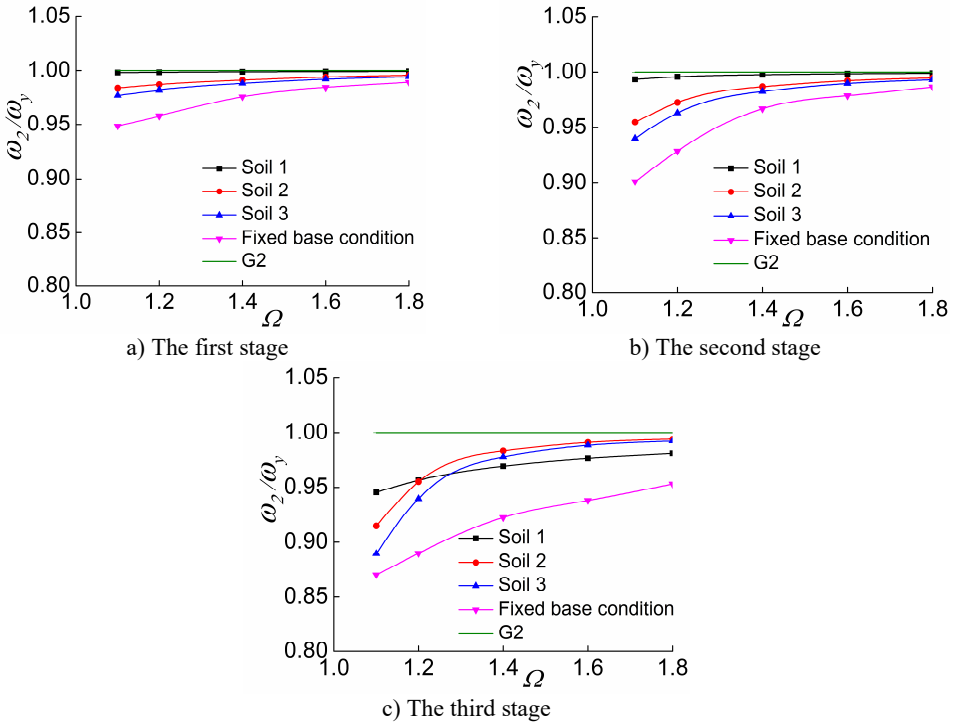 1.05
1.00
0.95
0.90
0.85
0.80
ω2/ωy
Soil 1
Soil 2
Soil 3
Fixed base condition
G2
1.0 1.2 1.4 1.6 1.8
Ω
a) The first stage
1.05
1.00
0.95
0.90
0.85
0.80
ω2/ωy
Soil 1
Soil 2
Soil 3
Fixed base condition
G2
1.0 1.2 1.4 1.6 1.8
Ω
b) The second stage
1.05
1.00
0.95
0.90
0.85
0.80
ω2/ωy
Soil 1
Soil 2
Soil 3
Fixed base condition
G2
1.0 1.2 1.4 1.6 1.8
Ω
c) The third stage